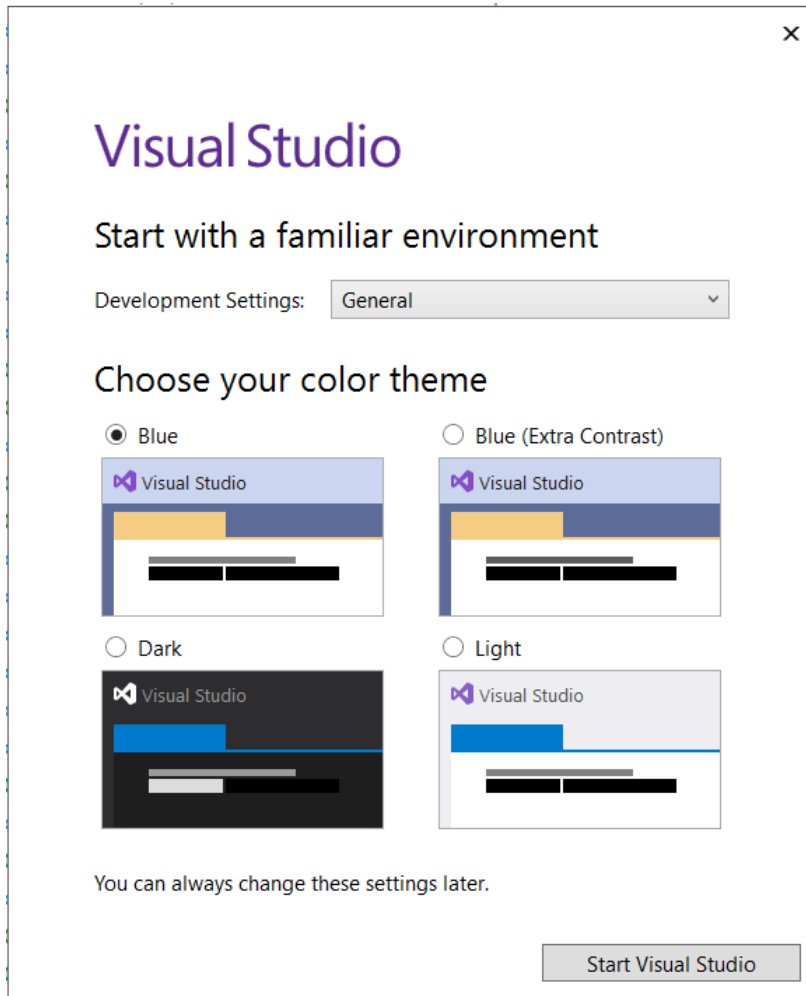 Visual Studio
Start with a familiar environment
Development Settings: General
Choose your color theme
Blue
Blue (Extra Contrast)
Visual Studio
Visual Studio
Dark
Light
Visual Studio
Visual Studio
You can always change these settings later.
Start Visual Studio